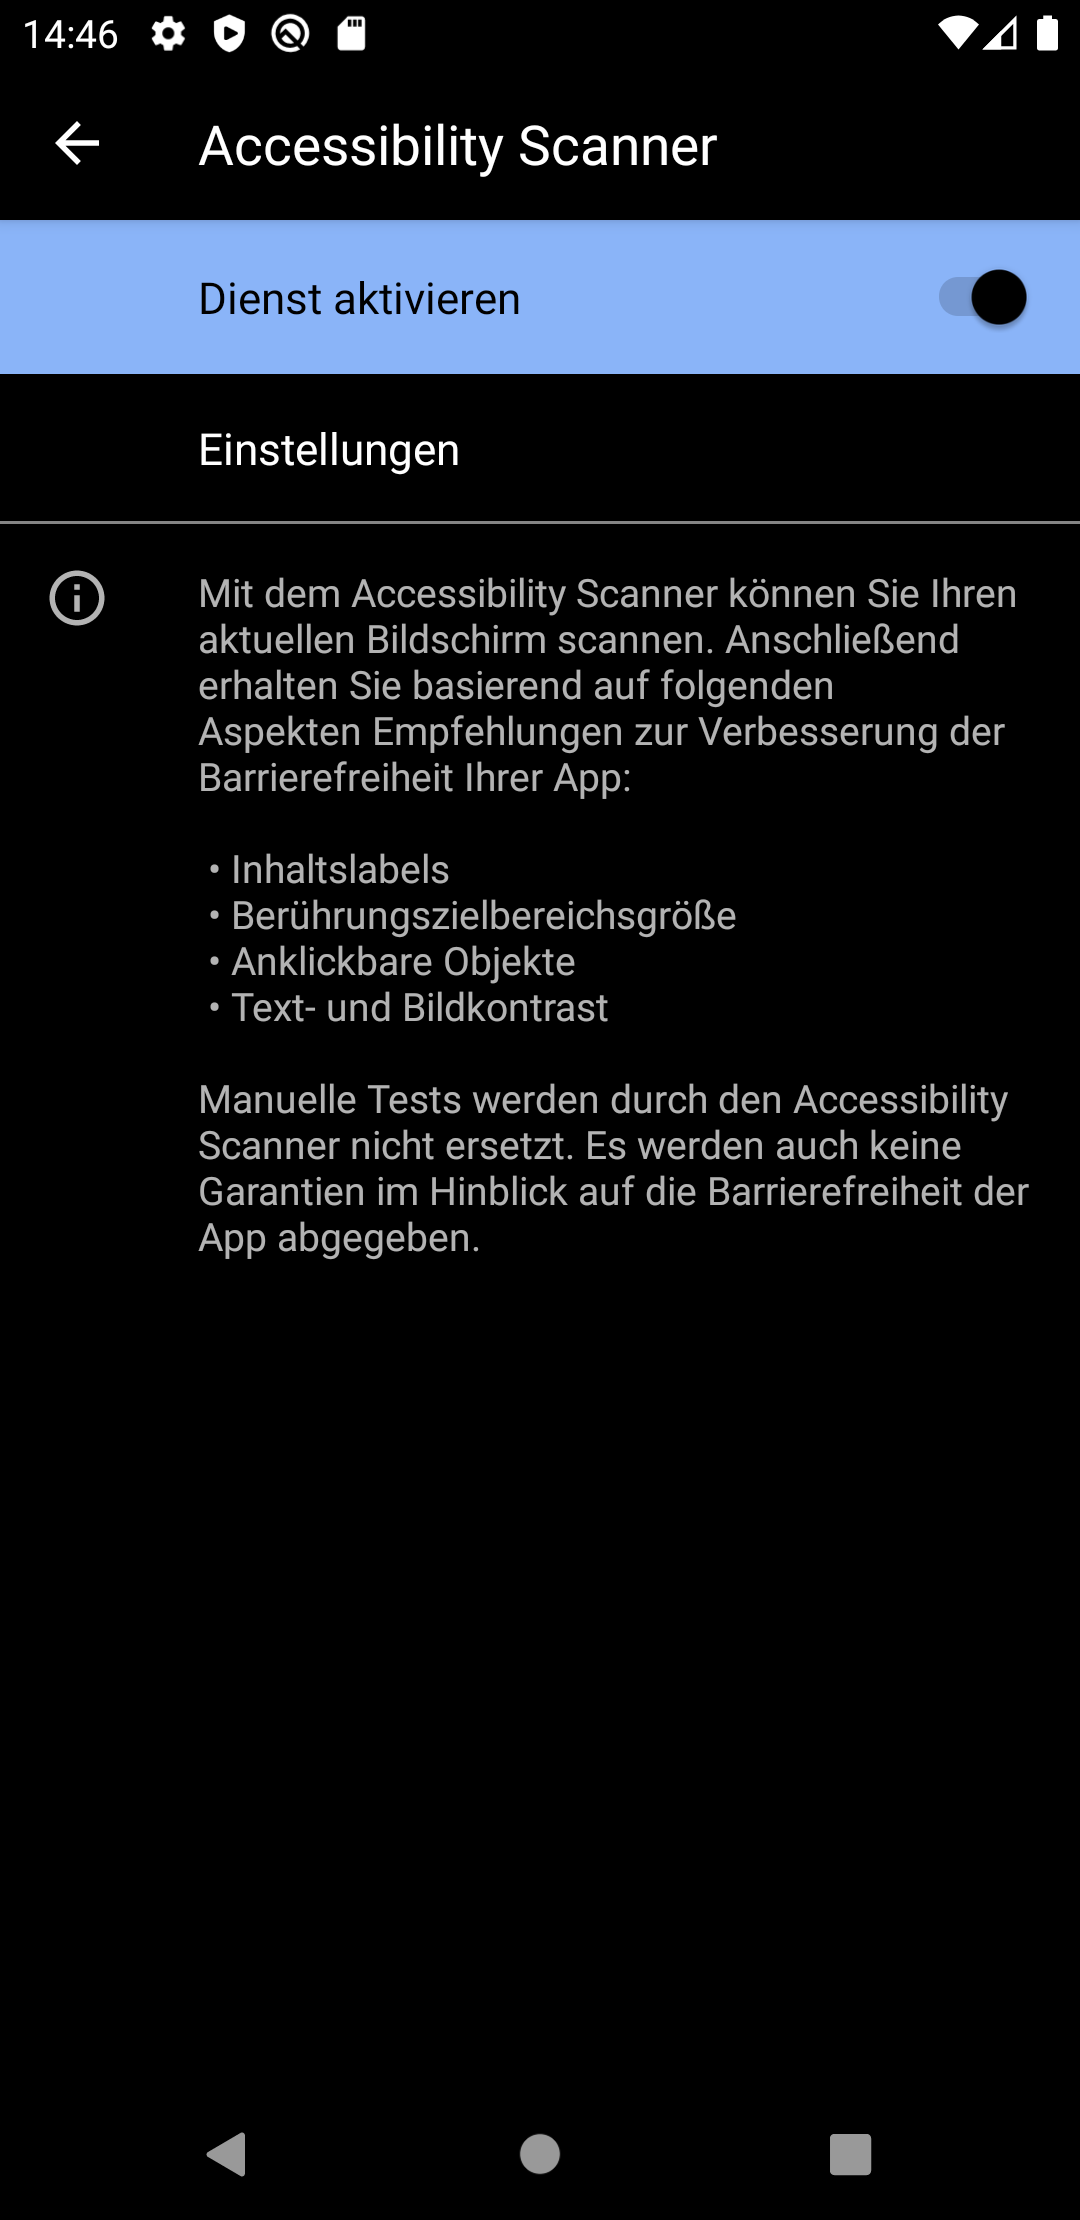 14:46
Accessibility Scanner
Dienst aktivieren
Einstellungen
Mit dem Accessibility Scanner können Sie Ihren
aktuellen Bildschirm scannen. Anschließend
erhalten Sie basierend auf folgenden
Aspekten Empfehlungen zur Verbesserung der
Barrierefreiheit Ihrer App:
• Inhaltslabels
• Berührungszielbereichsgröße
• Anklickbare Objekte
• Text- und Bildkontrast
Manuelle Tests werden durch den Accessibility
Scanner nicht ersetzt. Es werden auch keine
Garantien im Hinblick auf die Barrierefreiheit der
App abgegeben.